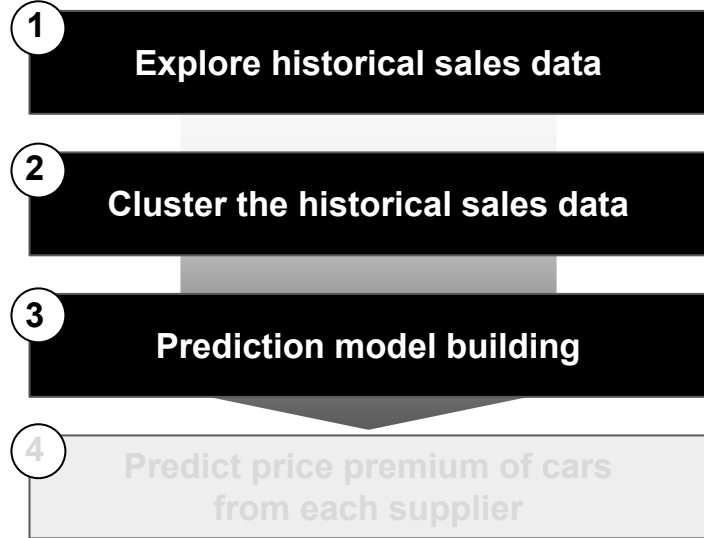 1
Explore historical sales data
2
Cluster the historical sales data
3
Prediction model building
4
Predict price premium of cars
from each supplier